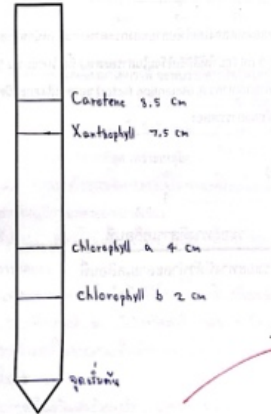 Carotene 8.5 cm
Xantophyll 7.5 cm
chlorophyll a 4 cm
chlorophyll b 2 cm
จุดเริ่มต้น